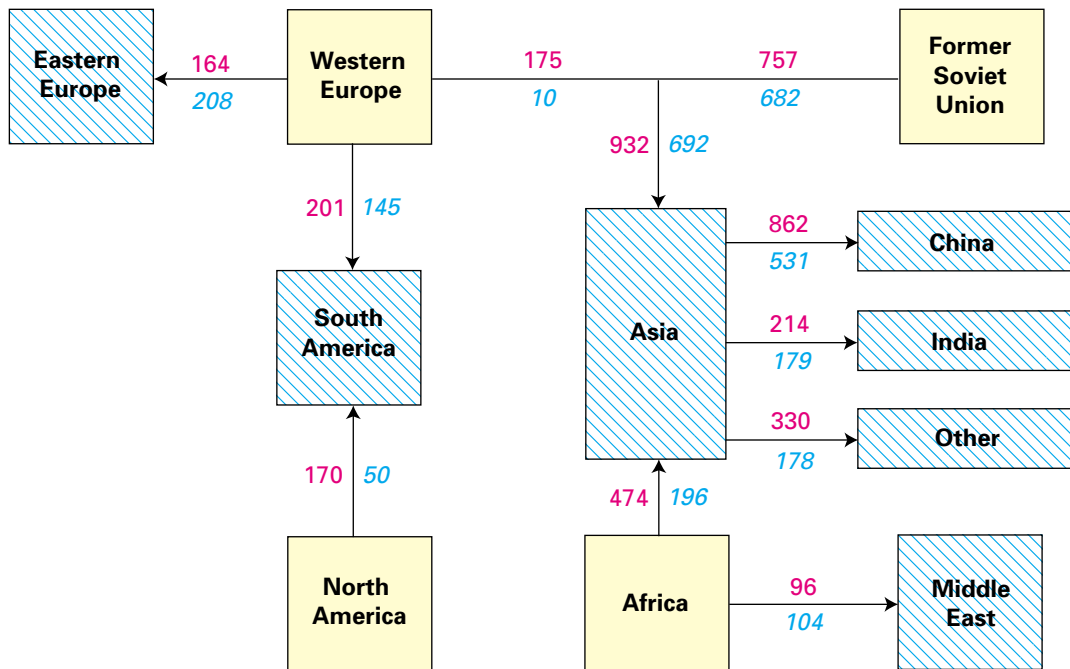 Eastern
Europe
164
208
Western
Europe
175
10
757
682
Former
Soviet
Union
932
692
201
145
South
America
Asia
862
531
China
214
179
India
330
178
Other
170
50
474
196
North
America
Africa
96
104
Middle
East